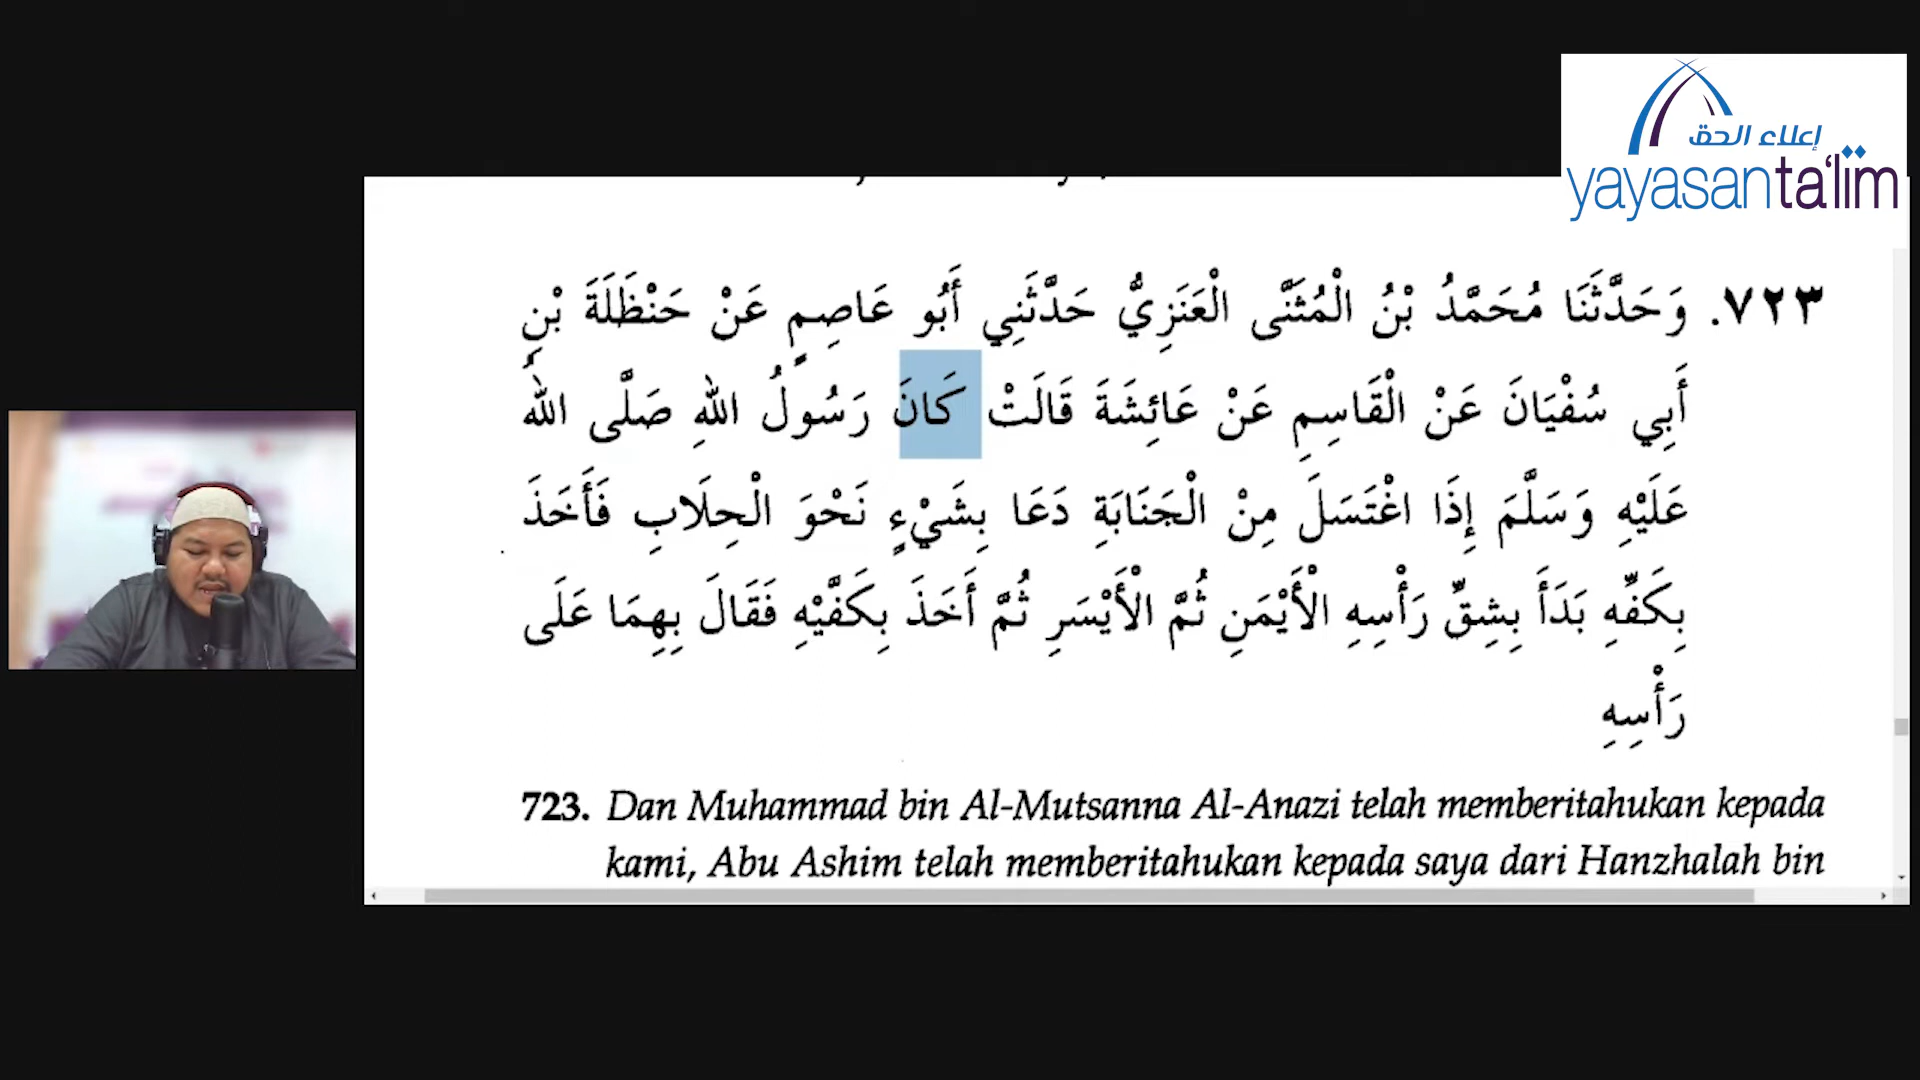 إعلاء الحق
yayasanta'lim
٧٢٣. وَحَدَّثَنَا مُحَمَّدُ بْنُ الْمُثَنَّى الْعَنَزِيُّ حَدَّثَنِي أَبُو عَاصِمٍ عَنْ حَنْظَلَةَ بْنِ
أَبِي سُفْيَانَ عَنْ الْقَاسِمِ عَنْ عَائِشَةَ قَالَتْ كَانَ رَسُولُ اللهِ صَلَّى اللهُ
عَلَيْهِ وَسَلَّمَ إِذَا اغْتَسَلَ مِنْ الْجَنَابَةِ دَعَا بِشَيْءٍ نَحْوَ الْحِلَابِ فَأَخَذَ
بِكَفِّهِ بَدَأَ بِشِقِّ رَأْسِهِ الْأَيْمَنِ ثُمَّ الْأَيْسَرِ ثُمَّ أَخَذَ بِكَفَّيْهِ فَقَالَ بِهِمَا عَلَى
رَأْسِهِ
723. Dan Muhammad bin Al-Mutsanna Al-Anazi telah memberitahukan kepada
kami, Abu Ashim telah memberitahukan kepada saya dari Hanzhalah bin